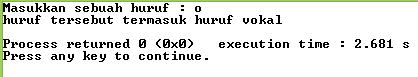 Masukkan sebuah huruf : o
huruf tersebut termasuk huruf vokal
Process returned 0 (0x0)   execution time : 2.681 s
Press any key to continue.